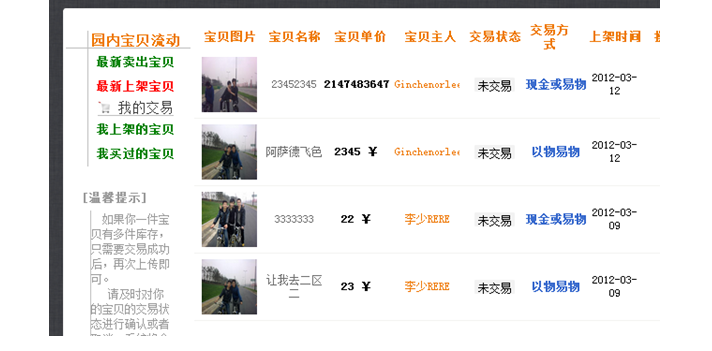 园内宝贝流动
最新卖出宝贝
最新上架宝贝
我的交易
我上架的宝贝
我买过的宝贝
[温馨提示]
如果你一件宝
贝有多件库存，
只需要交易成功
后，再次上传即
可。
请及时对你
的宝贝的交易状
态进行确认或者
宝贝图片 宝贝名称 宝贝单价 宝贝主人 交易状态 交易方式 上架时间
23452345 2147483647 Ginchenorlee 未交易 现金或易物 2012-03-12
阿萨德飞色 2345 ¥ Ginchenorlee 未交易 以物易物 2012-03-12
3333333 22 ¥ 李少RERE 未交易 现金或易物 2012-03-09
让我去二区二 23 ¥ 李少RERE 未交易 以物易物 2012-03-09